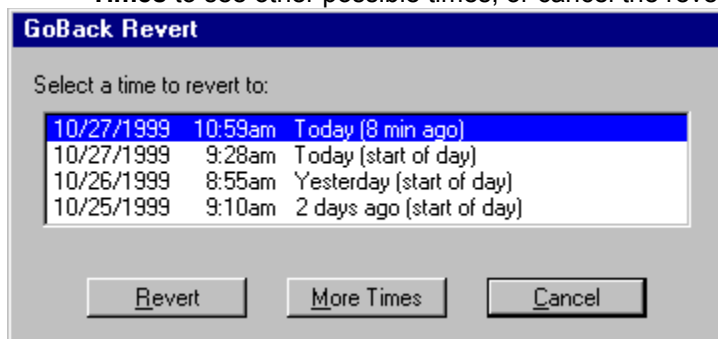 Times to see other possible times, or cancel the reve
GoBack Revert
Select a time to revert to:
10/27/1999 10:59am Today (8 min ago)
10/27/1999 9:28am Today (start of day)
10/26/1999 8:55am Yesterday (start of day)
10/25/1999 9:10am 2 days ago (start of day)
Revert More Times Cancel